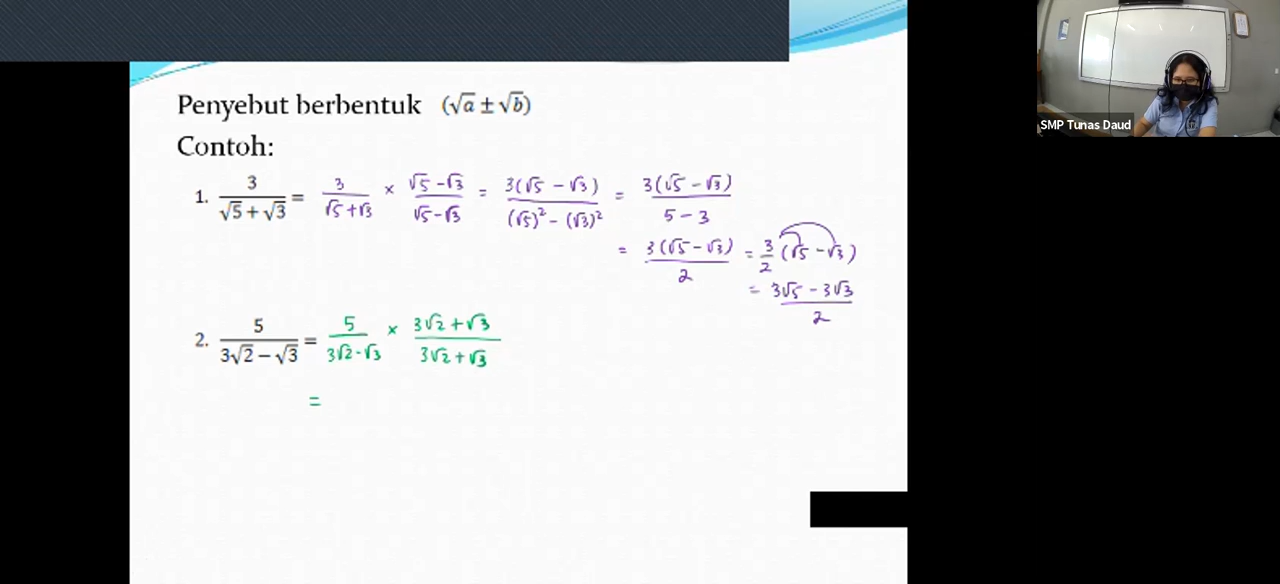 Penyebut berbentuk (√a ± √b)
Contoh:
1. 3/(√5 + √3) = 3/(√5 + √3) × (√5 - √3)/(√5 - √3) = 3(√5 - √3)/((√5)² - (√3)²) = 3(√5 - √3)/(5 - 3)
= 3(√5 - √3)/2 = 3/2 (√5 - √3)
= (3√5 - 3√3)/2
2. 5/(3√2 - √3) = 5/(3√2 - √3) × (3√2 + √3)/(3√2 + √3)
=
SMP Tunas Daud